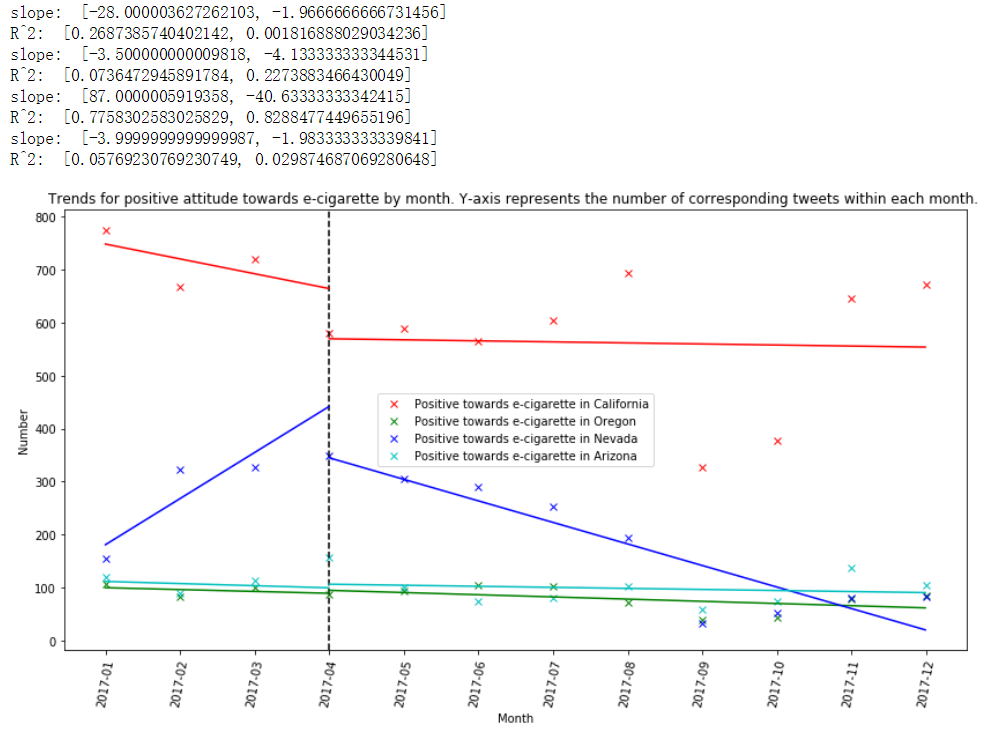 slope:  [-28.000003627262103, -1.9666666666731456]
R^2:  [0.2687385740402142, 0.001816888029034236]
slope:  [-3.500000000009818, -4.133333333344531]
R^2:  [0.0736472945891784, 0.2273883466430049]
slope:  [87.0000005919358, -40.63333333342415]
R^2:  [0.7758302583025829, 0.8288477449655196]
slope:  [-3.9999999999999987, -1.983333333339841]
R^2:  [0.05769230769230749, 0.029874687069280648]
Trends for positive attitude towards e-cigarette by month. Y-axis represents the number of corresponding tweets within each month.
800
700
600
500
400
300
200
100
0
Number
Positive towards e-cigarette in California
Positive towards e-cigarette in Oregon
Positive towards e-cigarette in Nevada
Positive towards e-cigarette in Arizona
2017-01
2017-02
2017-03
2017-04
2017-05
2017-06
2017-07
2017-08
2017-09
2017-10
2017-11
2017-12
Month